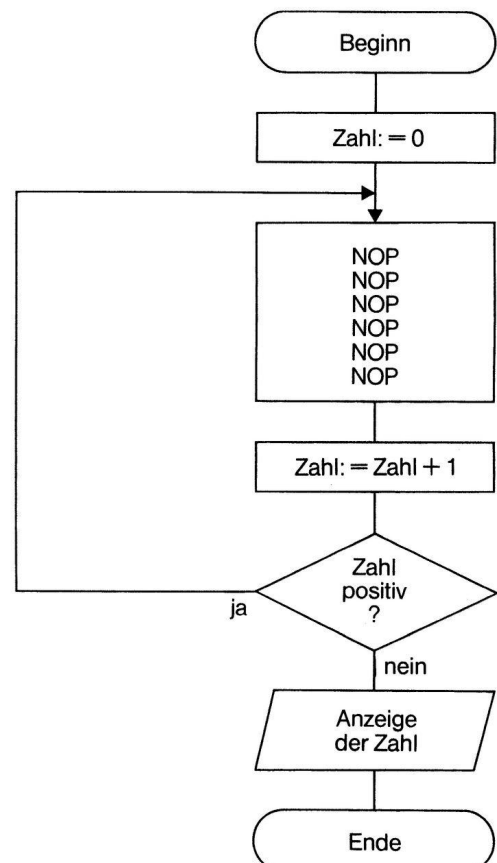 Beginn
Zahl: = 0
NOP
NOP
NOP
NOP
NOP
NOP
Zahl: = Zahl + 1
Zahl
positiv
?
ja
nein
Anzeige
der Zahl
Ende